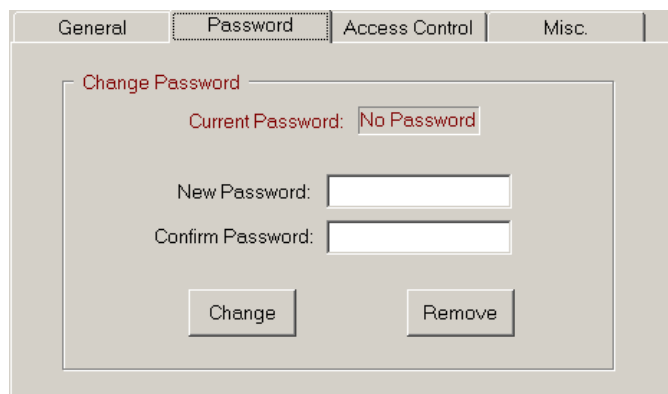 General Password Access Control Misc.
Change Password
Current Password: No Password
New Password:
Confirm Password:
Change Remove